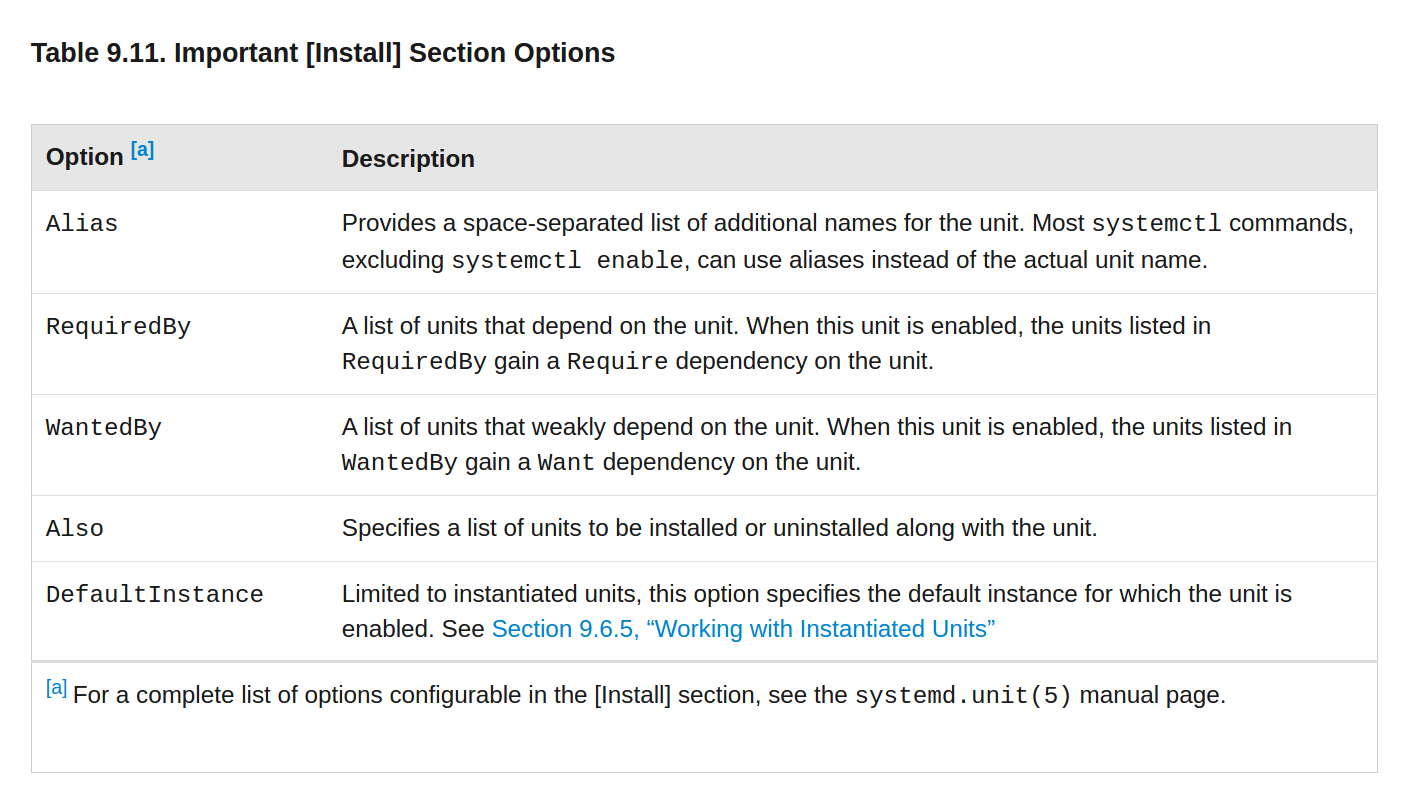 Table 9.11. Important [Install] Section Options
Option [a]
Description
Alias
Provides a space-separated list of additional names for the unit. Most systemctl commands,
excluding systemctl enable, can use aliases instead of the actual unit name.
RequiredBy
A list of units that depend on the unit. When this unit is enabled, the units listed in
RequiredBy gain a Require dependency on the unit.
WantedBy
A list of units that weakly depend on the unit. When this unit is enabled, the units listed in
WantedBy gain a Want dependency on the unit.
Also
Specifies a list of units to be installed or uninstalled along with the unit.
DefaultInstance
Limited to instantiated units, this option specifies the default instance for which the unit is
enabled. See Section 9.6.5, “Working with Instantiated Units”
[a] For a complete list of options configurable in the [Install] section, see the systemd.unit(5) manual page.